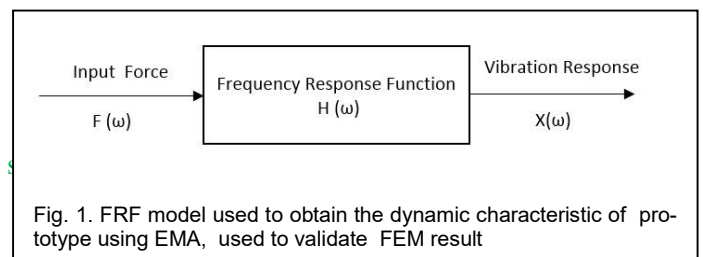 Input Force
F (ω)
Frequency Response Function
H (ω)
Vibration Response
X(ω)
Fig. 1. FRF model used to obtain the dynamic characteristic of pro-
totype using EMA, used to validate FEM result